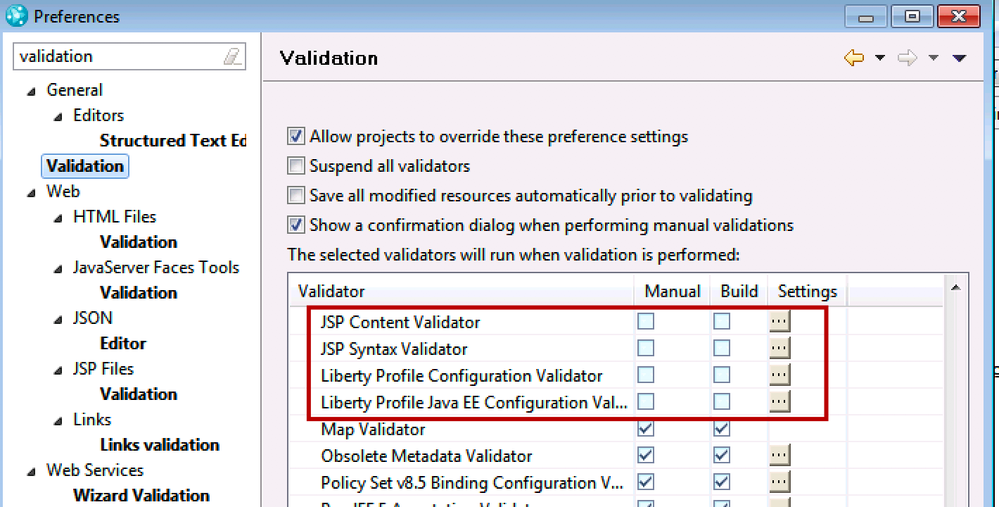 Preferences
validation
General
Editors
Structured Text Ed
Validation
Web
HTML Files
Validation
JavaServer Faces Tools
Validation
JSON
Editor
JSP Files
Validation
Links
Links validation
Web Services
Wizard Validation
Validation
Allow projects to override these preference settings
Suspend all validators
Save all modified resources automatically prior to validating
Show a confirmation dialog when performing manual validations
The selected validators will run when validation is performed:
Validator Manual Build Settings
JSP Content Validator ...
JSP Syntax Validator ...
Liberty Profile Configuration Validator ...
Liberty Profile Java EE Configuration Val... ...
Map Validator
Obsolete Metadata Validator ...
Policy Set v8.5 Binding Configuration V... ...